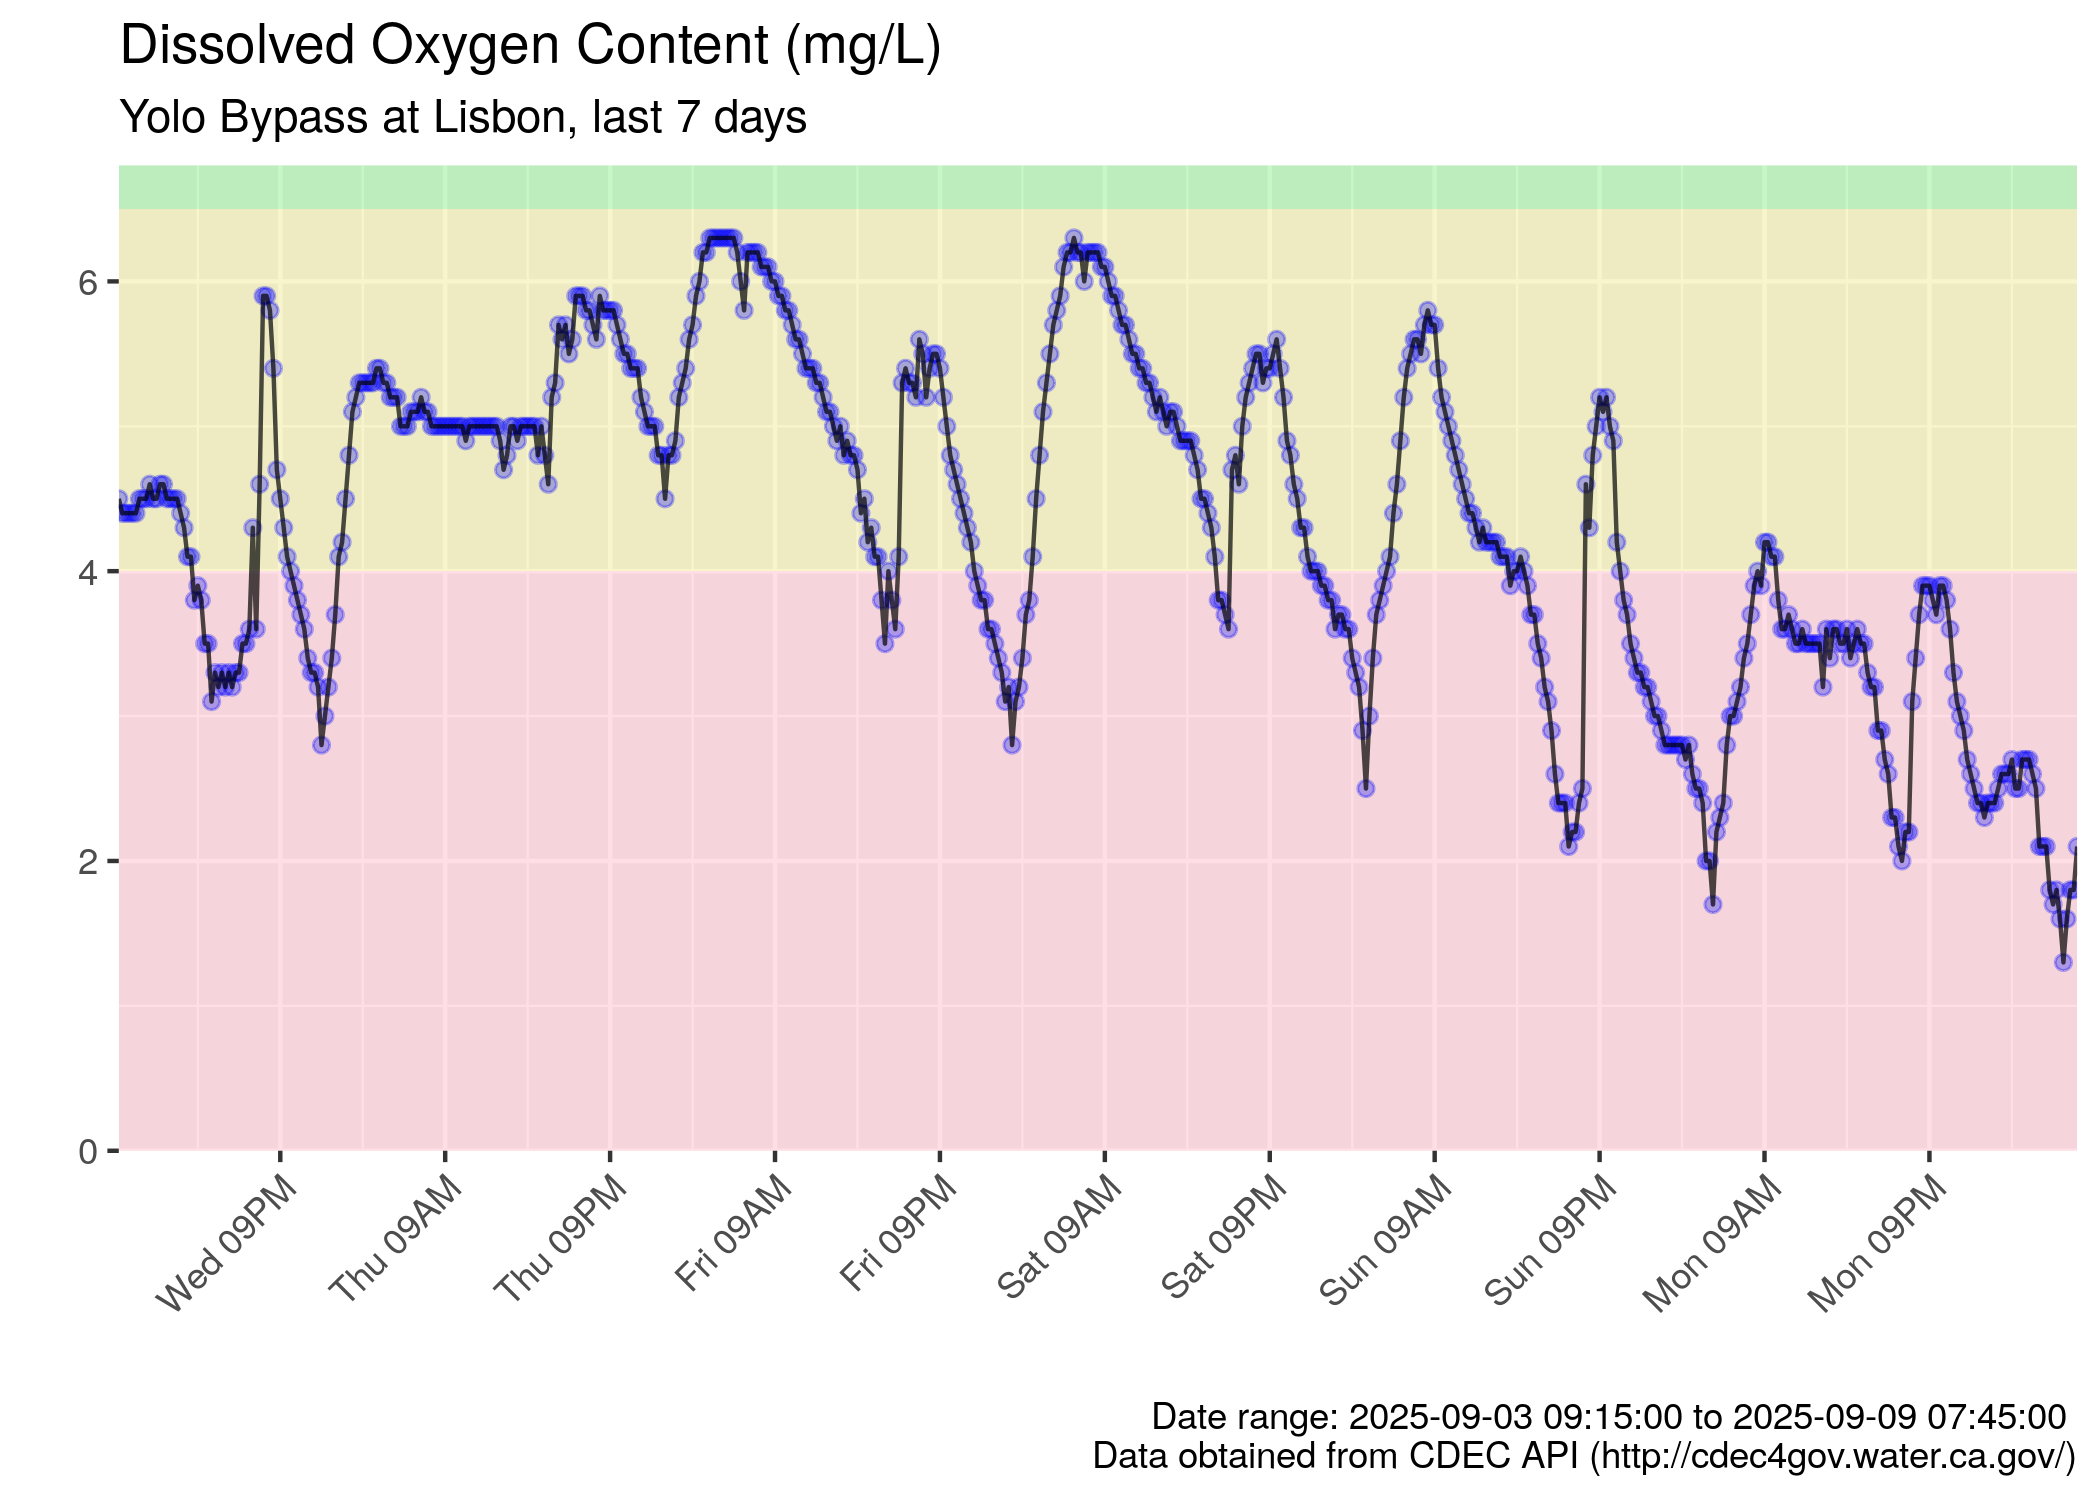 Dissolved Oxygen Content (mg/L)
Yolo Bypass at Lisbon, last 7 days
6
4
2
0
Wed 09PM
Thu 09AM
Thu 09PM
Fri 09AM
Fri 09PM
Sat 09AM
Sat 09PM
Sun 09AM
Sun 09PM
Mon 09AM
Mon 09PM
Date range: 2025-09-03 09:15:00 to 2025-09-09 07:45:00
Data obtained from CDEC API (http://cdec4gov.water.ca.gov/)